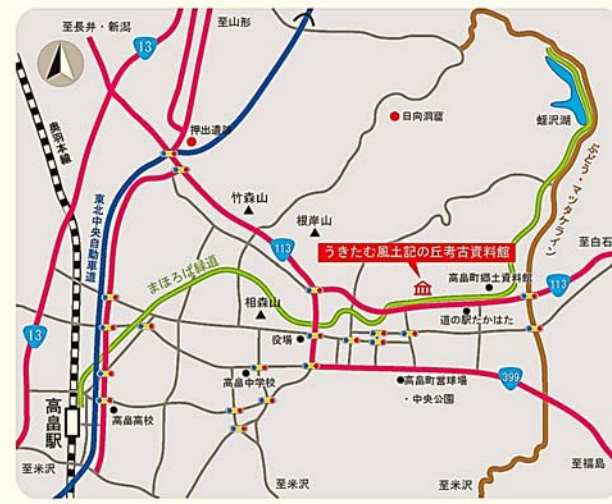 至長井・新潟
至山形
13
奥羽本線
押出遺跡
日向洞窟
蛭沢湖
ぶどう・マツタケライン
東北中央自動車道
竹森山
根岸山
113
うきたむ風土記の丘考古資料館
至白石
まほろば緑道
高畠町郷土資料館
113
相森山
道の駅たかはた
13
役場
高畠中学校
高畠町営球場
・中央公園
399
高畠駅
高畠高校
至福島
至米沢
至米沢
至米沢